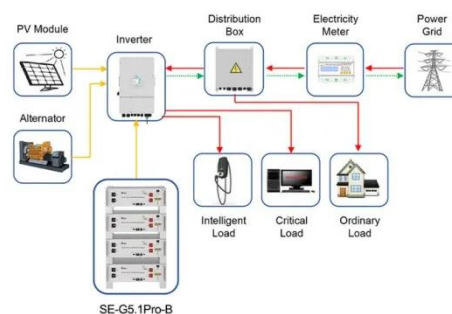 PV Module
Inverter
Distribution
Box
Electricity
Meter
Power
Grid
Alternator
Intelligent
Load
Critical
Load
Ordinary
Load
SE-G5.1Pro-B